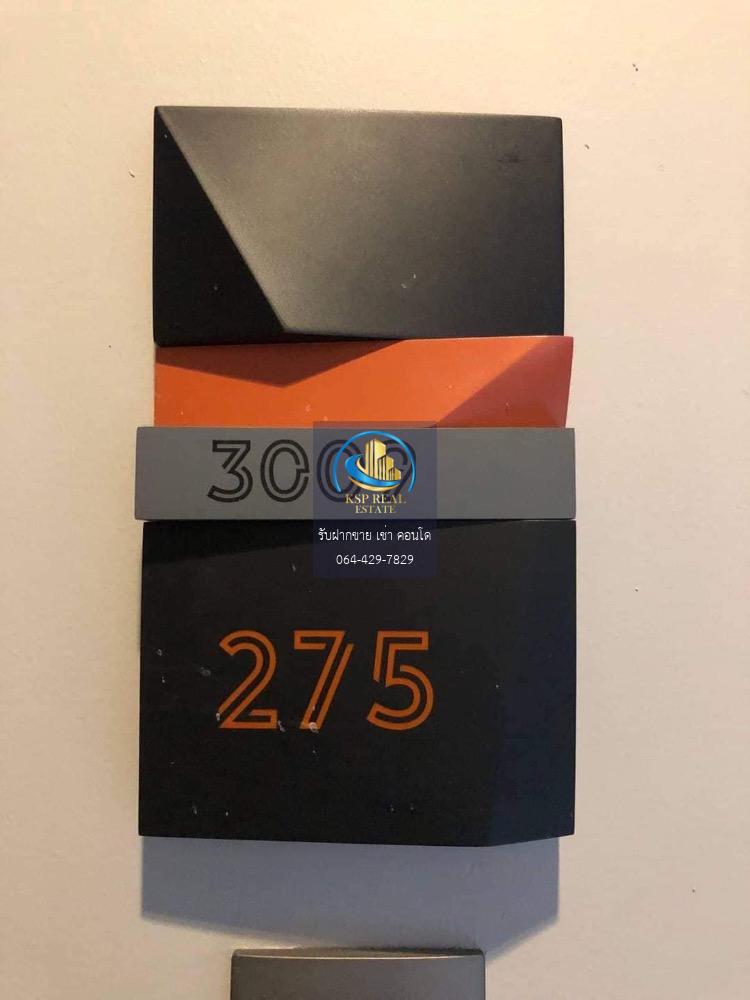 3009
KSP REAL
ESTATE
รับฝากขาย เช่า คอนโด
064-429-7829
275